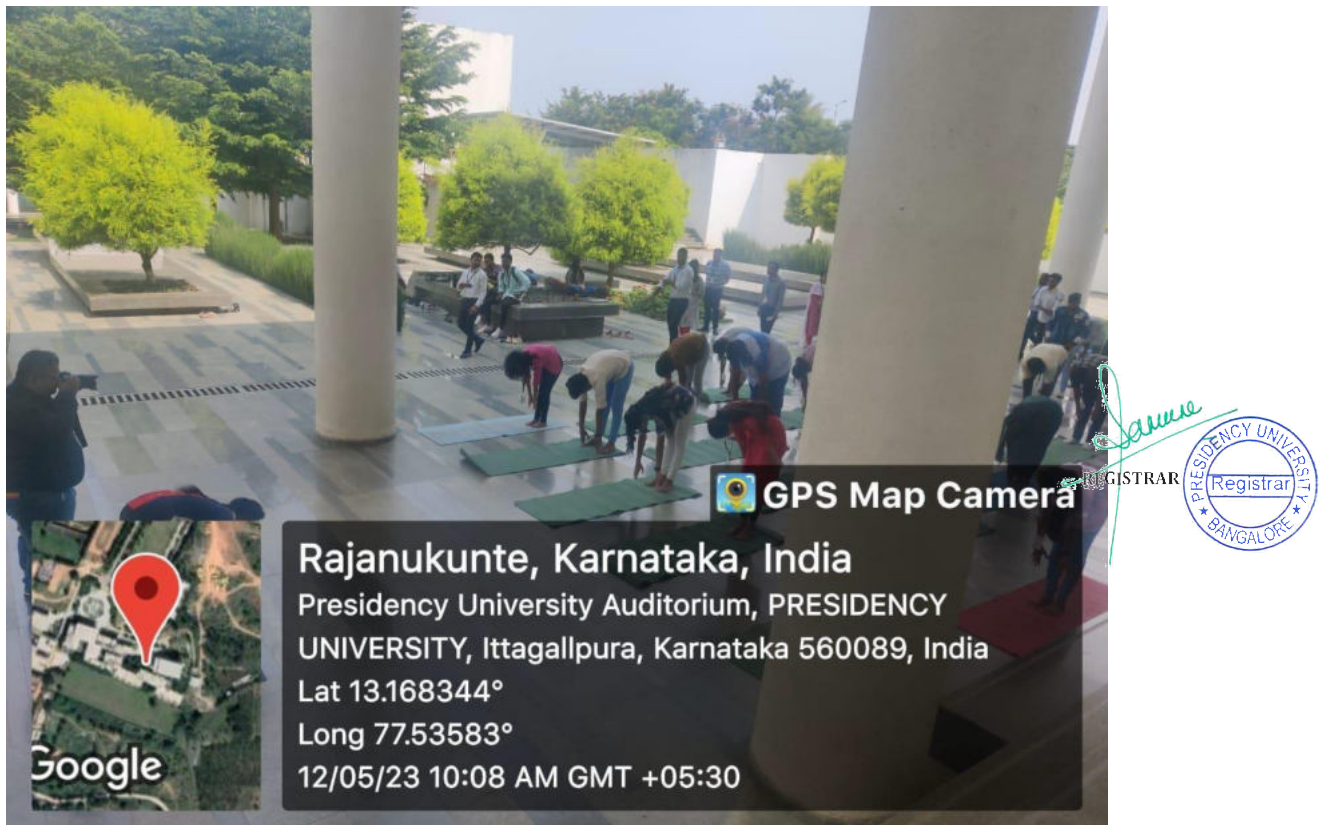 GPS Map Camera
Rajanukunte, Karnataka, India
Presidency University Auditorium, PRESIDENCY
UNIVERSITY, Ittagallpura, Karnataka 560089, India
Lat 13.168344°
Long 77.53583°
12/05/23 10:08 AM GMT +05:30
Google
REGISTRAR
PRESIDENCY UNIVERSITY
Registrar
★ BANGALORE ★